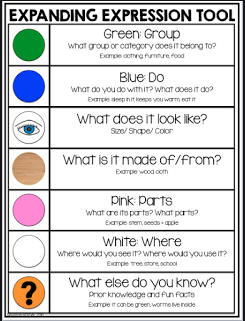 EXPANDING EXPRESSION TOOL
Green: Group
What group or category does it belong to?
Example: clothing, furniture, food
Blue: Do
What do you do with it? What does it do?
Example: sleep in it, keeps you warm, eat it
What does it look like?
Size/ Shape/ Color
What is it made of/from?
Example: wood, cloth
Pink: Parts
What are its parts? What parts?
Example: stem, seeds = apple
White: Where
Where would you see it? Where would it be?
Example: tree, store, school
?
What else do you know?
Prior knowledge and fun facts
Example: It can be green, worms live inside